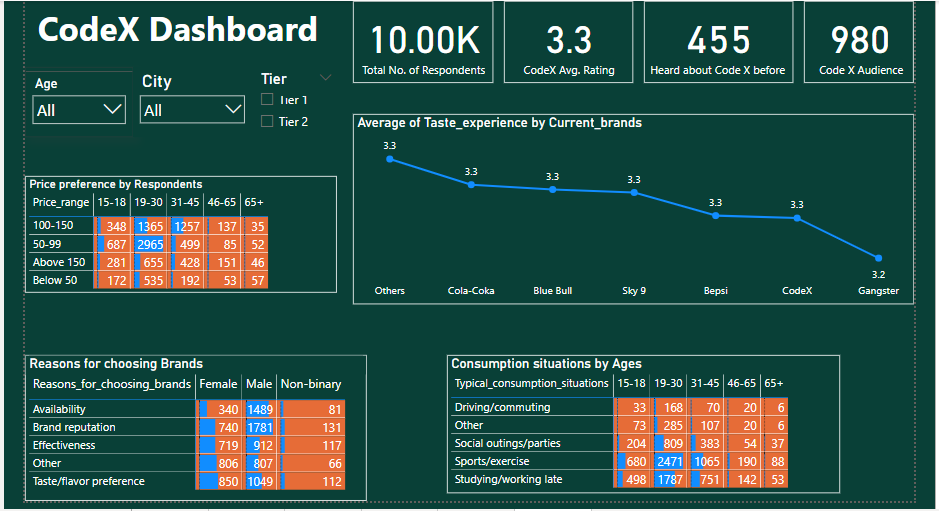 CodeX Dashboard
10.00K
Total No. of Respondents
3.3
CodeX Avg. Rating
455
Heard about Code X before
980
Code X Audience
Age
All
City
All
Tier
Tier 1
Tier 2
Average of Taste_experience by Current_brands
3.3
3.3
3.3
3.3
3.3
3.3
3.2
Others Cola-Coka Blue Bull Sky 9 Bepsi CodeX Gangster
Price preference by Respondents
Price_range 15-18 19-30 31-45 46-65 65+
100-150 348 1365 1257 137 35
50-99 687 2965 499 85 52
Above 150 281 655 428 151 46
Below 50 172 535 192 53 57
Reasons for choosing Brands
Reasons_for_choosing_brands Female Male Non-binary
Availability 340 1489 81
Brand reputation 740 1781 131
Effectiveness 719 912 117
Other 806 807 66
Taste/flavor preference 850 1049 112
Consumption situations by Ages
Typical_consumption_situations 15-18 19-30 31-45 46-65 65+
Driving/commuting 33 168 70 20 6
Other 73 285 107 20 6
Social outings/parties 204 809 383 54 37
Sports/exercise 680 2471 1065 190 88
Studying/working late 498 1787 751 142 53